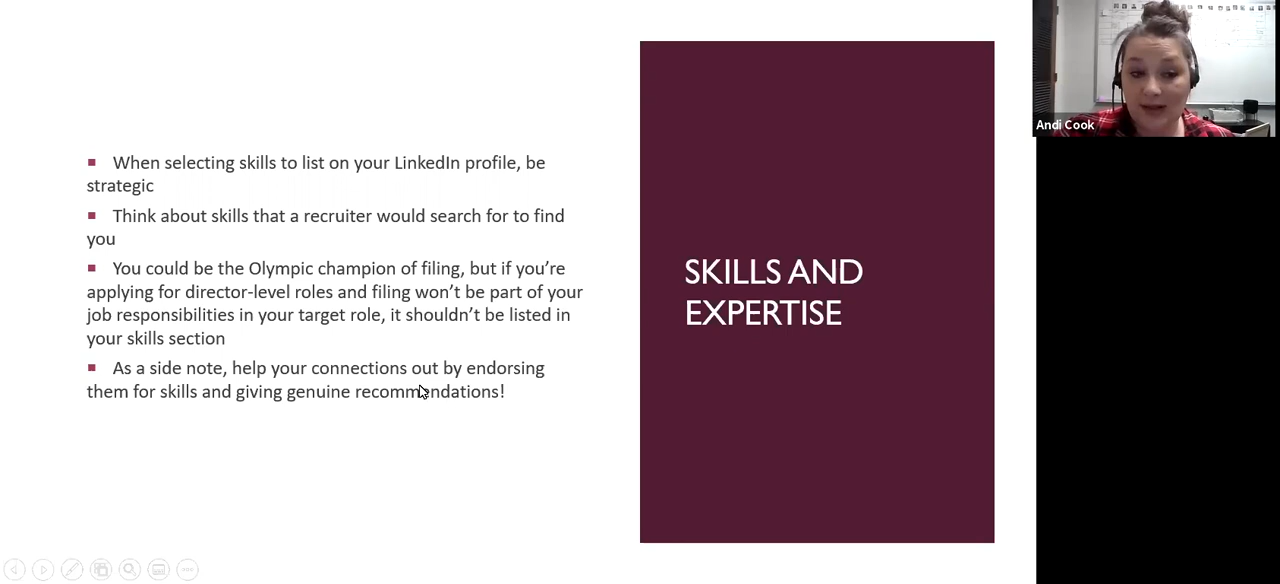 When selecting skills to list on your LinkedIn profile, be
strategic
Think about skills that a recruiter would search for to find
you
You could be the Olympic champion of filing, but if you’re
applying for director-level roles and filing won’t be part of your
job responsibilities in your target role, it shouldn’t be listed in
your skills section
As a side note, help your connections out by endorsing
them for skills and giving genuine recommendations!
SKILLS AND
EXPERTISE
Andi Cook